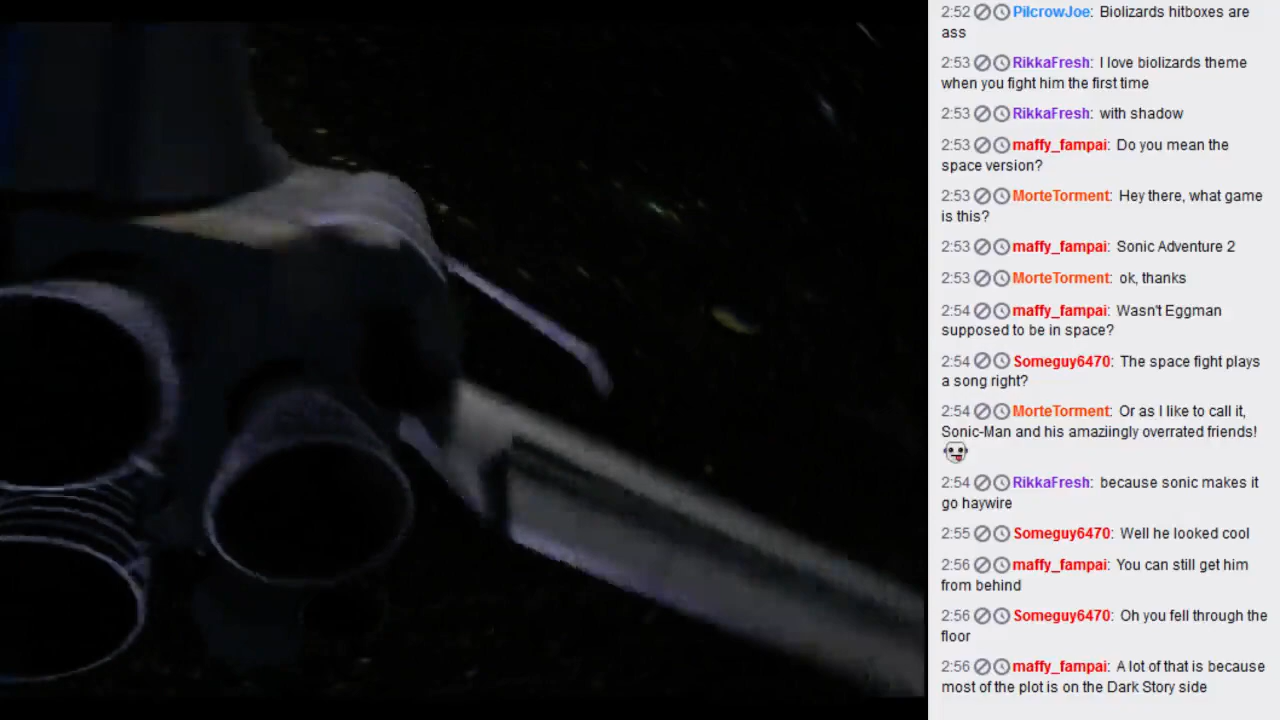 2:52 PilcrowJoe: Biolizards hitboxes are
ass
2:53 RikkaFresh: I love biolizards theme
when you fight him the first time
2:53 RikkaFresh: with shadow
2:53 maffy_fampai: Do you mean the
space version?
2:53 MorteTorment: Hey there, what game
is this?
2:53 maffy_fampai: Sonic Adventure 2
2:53 MorteTorment: ok, thanks
2:54 maffy_fampai: Wasn't Eggman
supposed to be in space?
2:54 Someguy6470: The space fight plays
a song right?
2:54 MorteTorment: Or as I like to call it,
Sonic-Man and his amaziingly overrated friends!
2:54 RikkaFresh: because sonic makes it
go haywire
2:55 Someguy6470: Well he looked cool
2:56 maffy_fampai: You can still get him
from behind
2:56 Someguy6470: Oh you fell through the
floor
2:56 maffy_fampai: A lot of that is because
most of the plot is on the Dark Story side